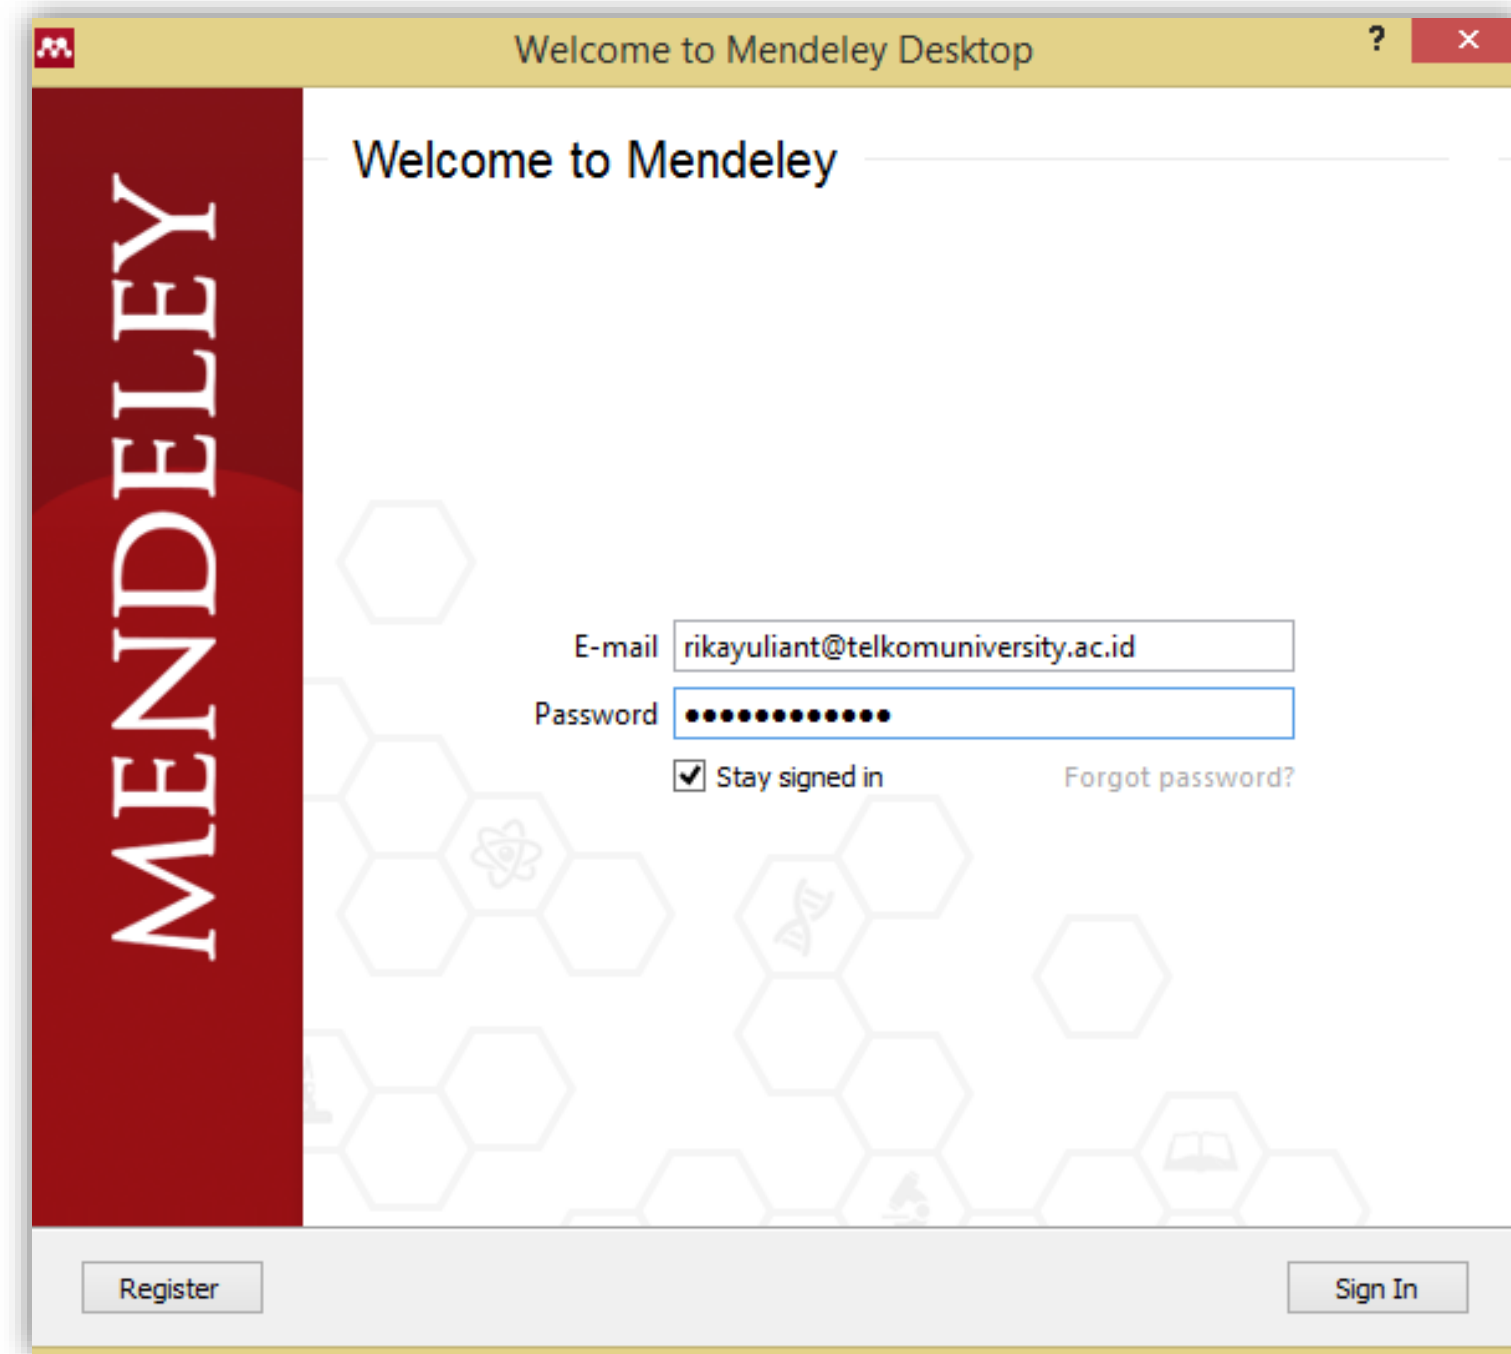 Welcome to Mendeley Desktop
?
MENDELEY
Welcome to Mendeley
E-mail rikayuliant@telkomuniversity.ac.id
Password ●●●●●●●●●●●●
Stay signed in Forgot password?
Register Sign In